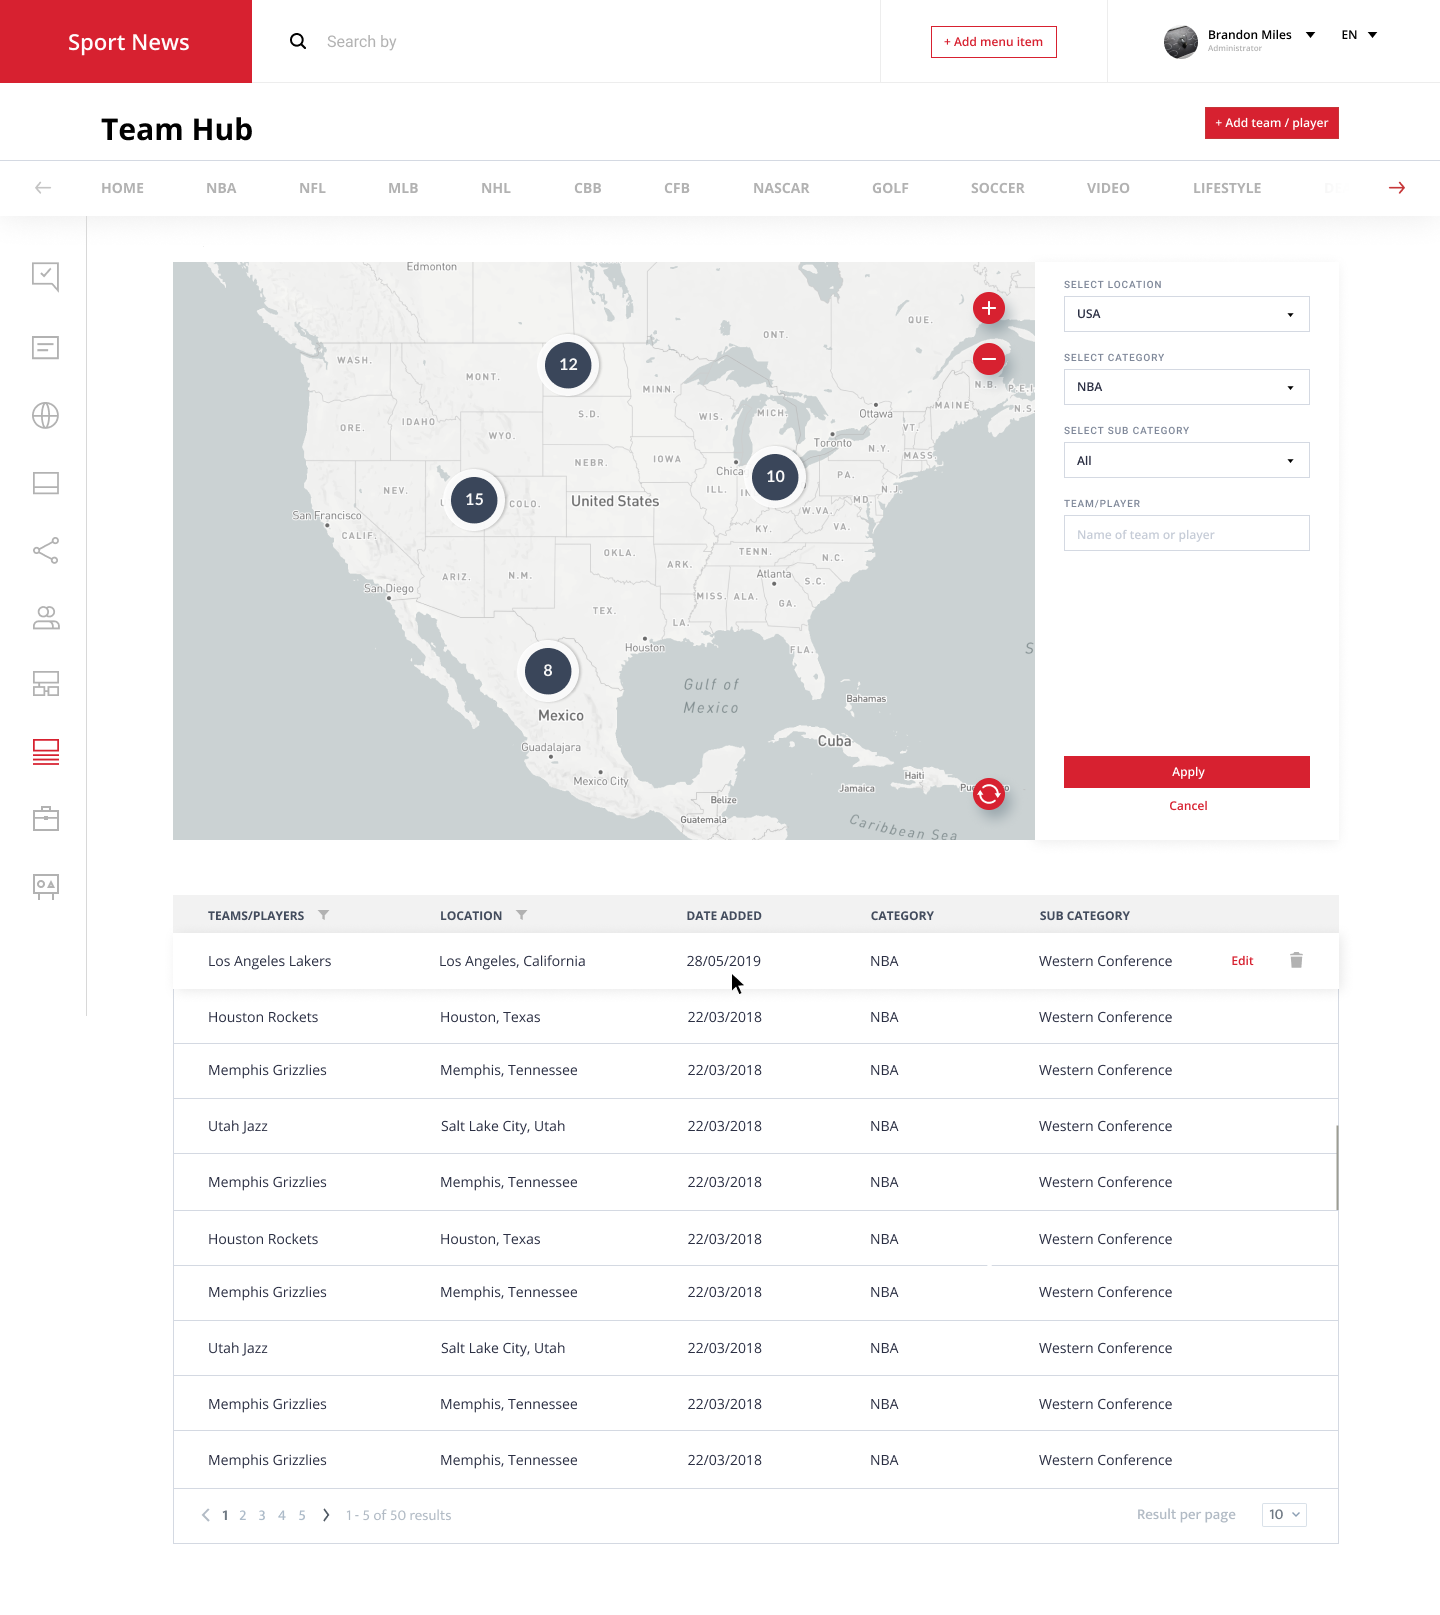 Sport News
Search by
+ Add menu item
Brandon Miles
Administrator
EN
Team Hub
+ Add team / player
HOME NBA NFL MLB NHL CBB CFB NASCAR GOLF SOCCER VIDEO LIFESTYLE
Edmonton
QUE.
ONT.
WASH.
12
MONT.
MINN.
N.B.
P.E.I.
MAINE
N.S.
Ottawa
S.D.
WIS.
MICH.
IDAHO
ORE.
VT.
WYO.
Toronto
N.Y.
MASS.
NEBR.
IOWA
Chica
10
PA.
NEV.
15
COLO.
United States
ILL.
MD.
N.J.
San Francisco
CALIF.
W.VA.
KY.
VA.
OKLA.
TENN.
N.C.
ARIZ.
N.M.
ARK.
Atlanta
S.C.
San Diego
MISS. ALA.
GA.
TEX.
LA.
Houston
FLA.
8
Gulf of
Mexico
Bahamas
Mexico
Guadalajara
Cuba
Mexico City
Haiti
Jamaica
Belize
Guatemala
Caribbean Sea
SELECT LOCATION
USA
SELECT CATEGORY
NBA
SELECT SUB CATEGORY
All
TEAM/PLAYER
Name of team or player
Apply
Cancel
TEAMS/PLAYERS LOCATION DATE ADDED CATEGORY SUB CATEGORY
Los Angeles Lakers Los Angeles, California 28/05/2019 NBA Western Conference Edit
Houston Rockets Houston, Texas 22/03/2018 NBA Western Conference
Memphis Grizzlies Memphis, Tennessee 22/03/2018 NBA Western Conference
Utah Jazz Salt Lake City, Utah 22/03/2018 NBA Western Conference
Memphis Grizzlies Memphis, Tennessee 22/03/2018 NBA Western Conference
Houston Rockets Houston, Texas 22/03/2018 NBA Western Conference
Memphis Grizzlies Memphis, Tennessee 22/03/2018 NBA Western Conference
Utah Jazz Salt Lake City, Utah 22/03/2018 NBA Western Conference
Memphis Grizzlies Memphis, Tennessee 22/03/2018 NBA Western Conference
Memphis Grizzlies Memphis, Tennessee 22/03/2018 NBA Western Conference
1 2 3 4 5 1 - 5 of 50 results
Result per page 10